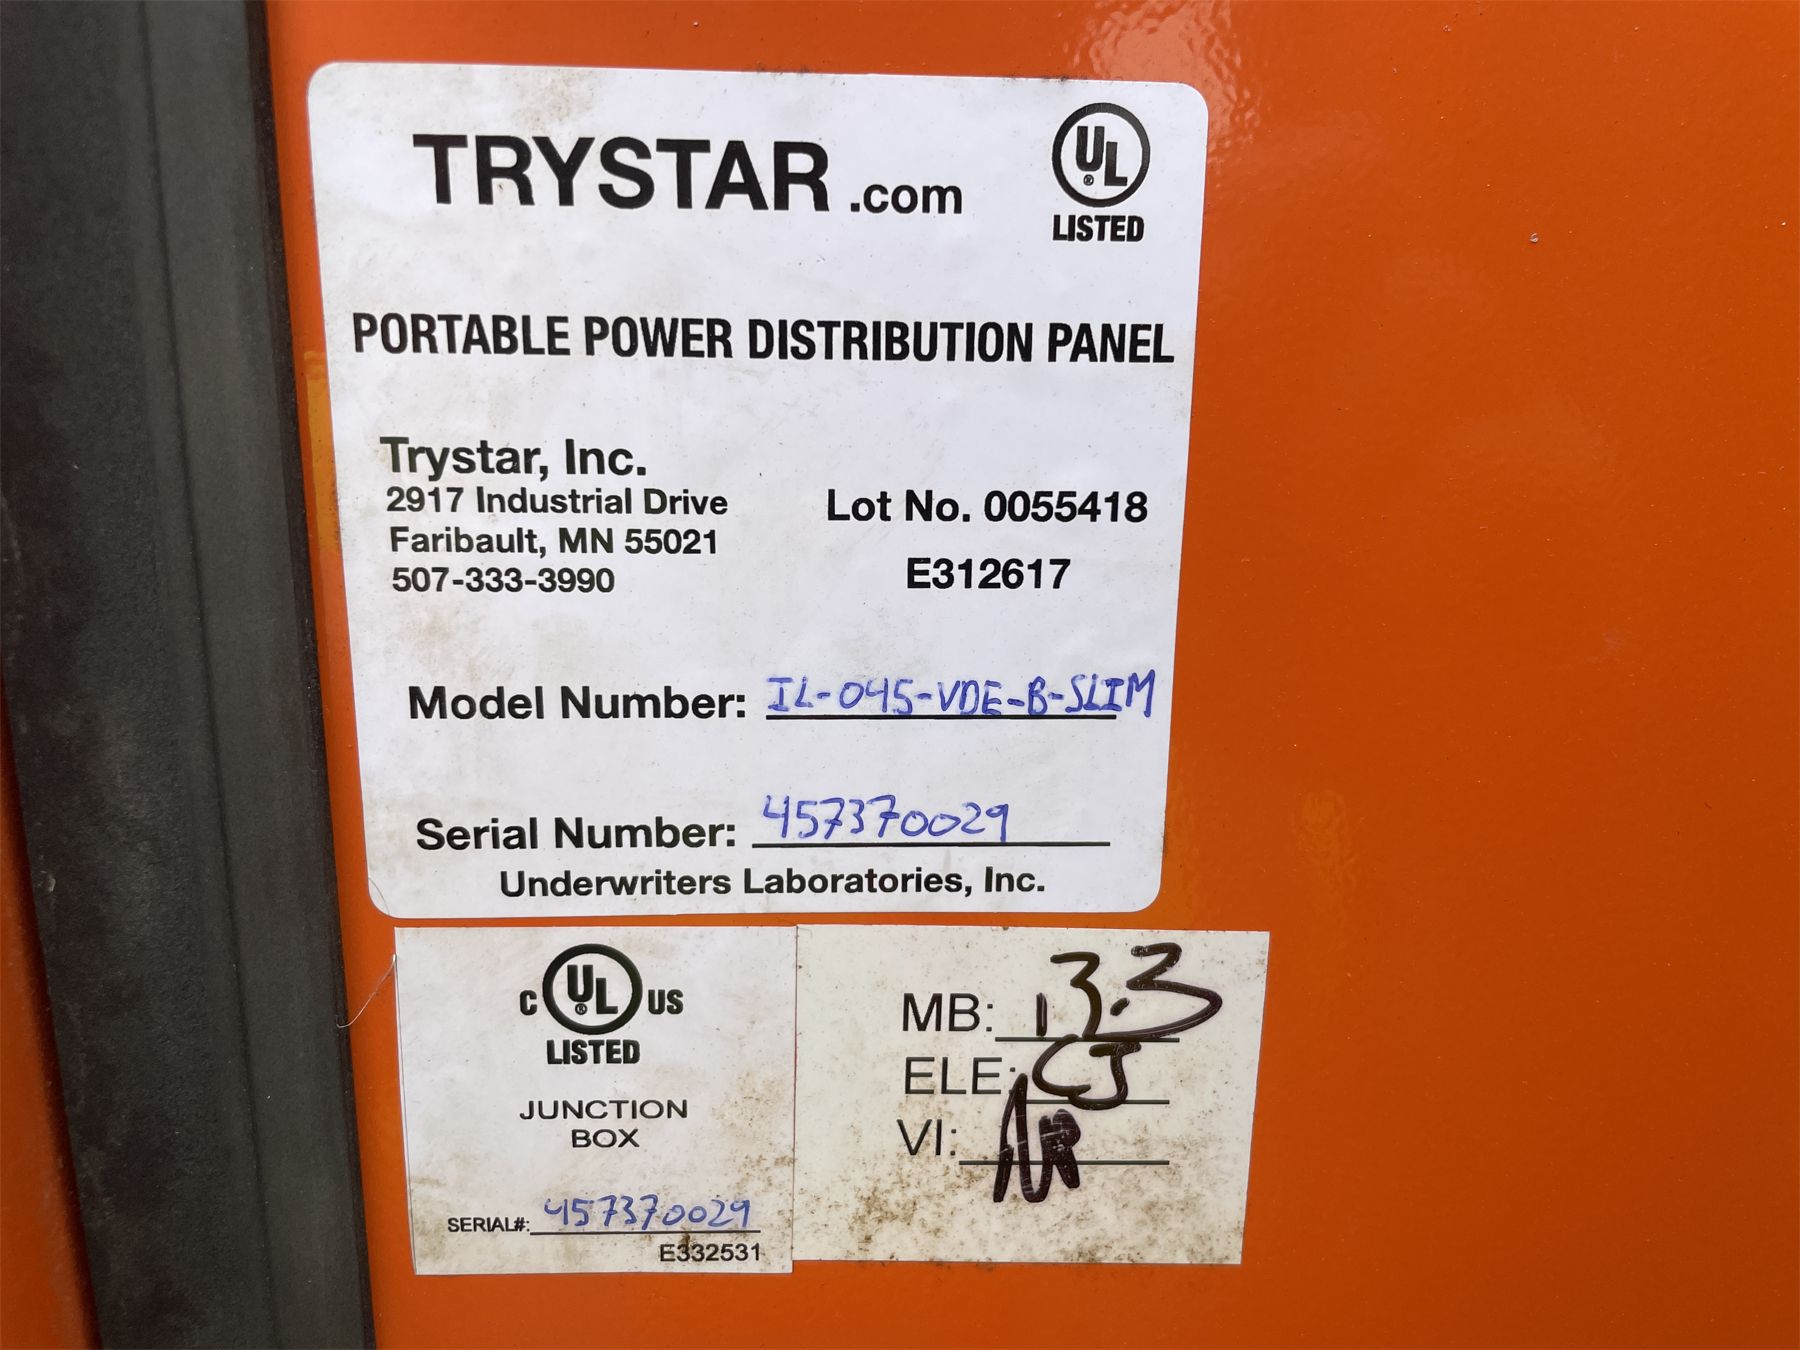 TRYSTAR .com
UL
LISTED
PORTABLE POWER DISTRIBUTION PANEL
Trystar, Inc.
2917 Industrial Drive
Faribault, MN 55021
507-333-3990
Lot No. 0055418
E312617
Model Number: IL-045-VDE-B-SLIM
Serial Number: 457370029
Underwriters Laboratories, Inc.
C UL US
LISTED
JUNCTION
BOX
SERIAL#: 457370029
E332531
MB:
ELE: CJ
VI: